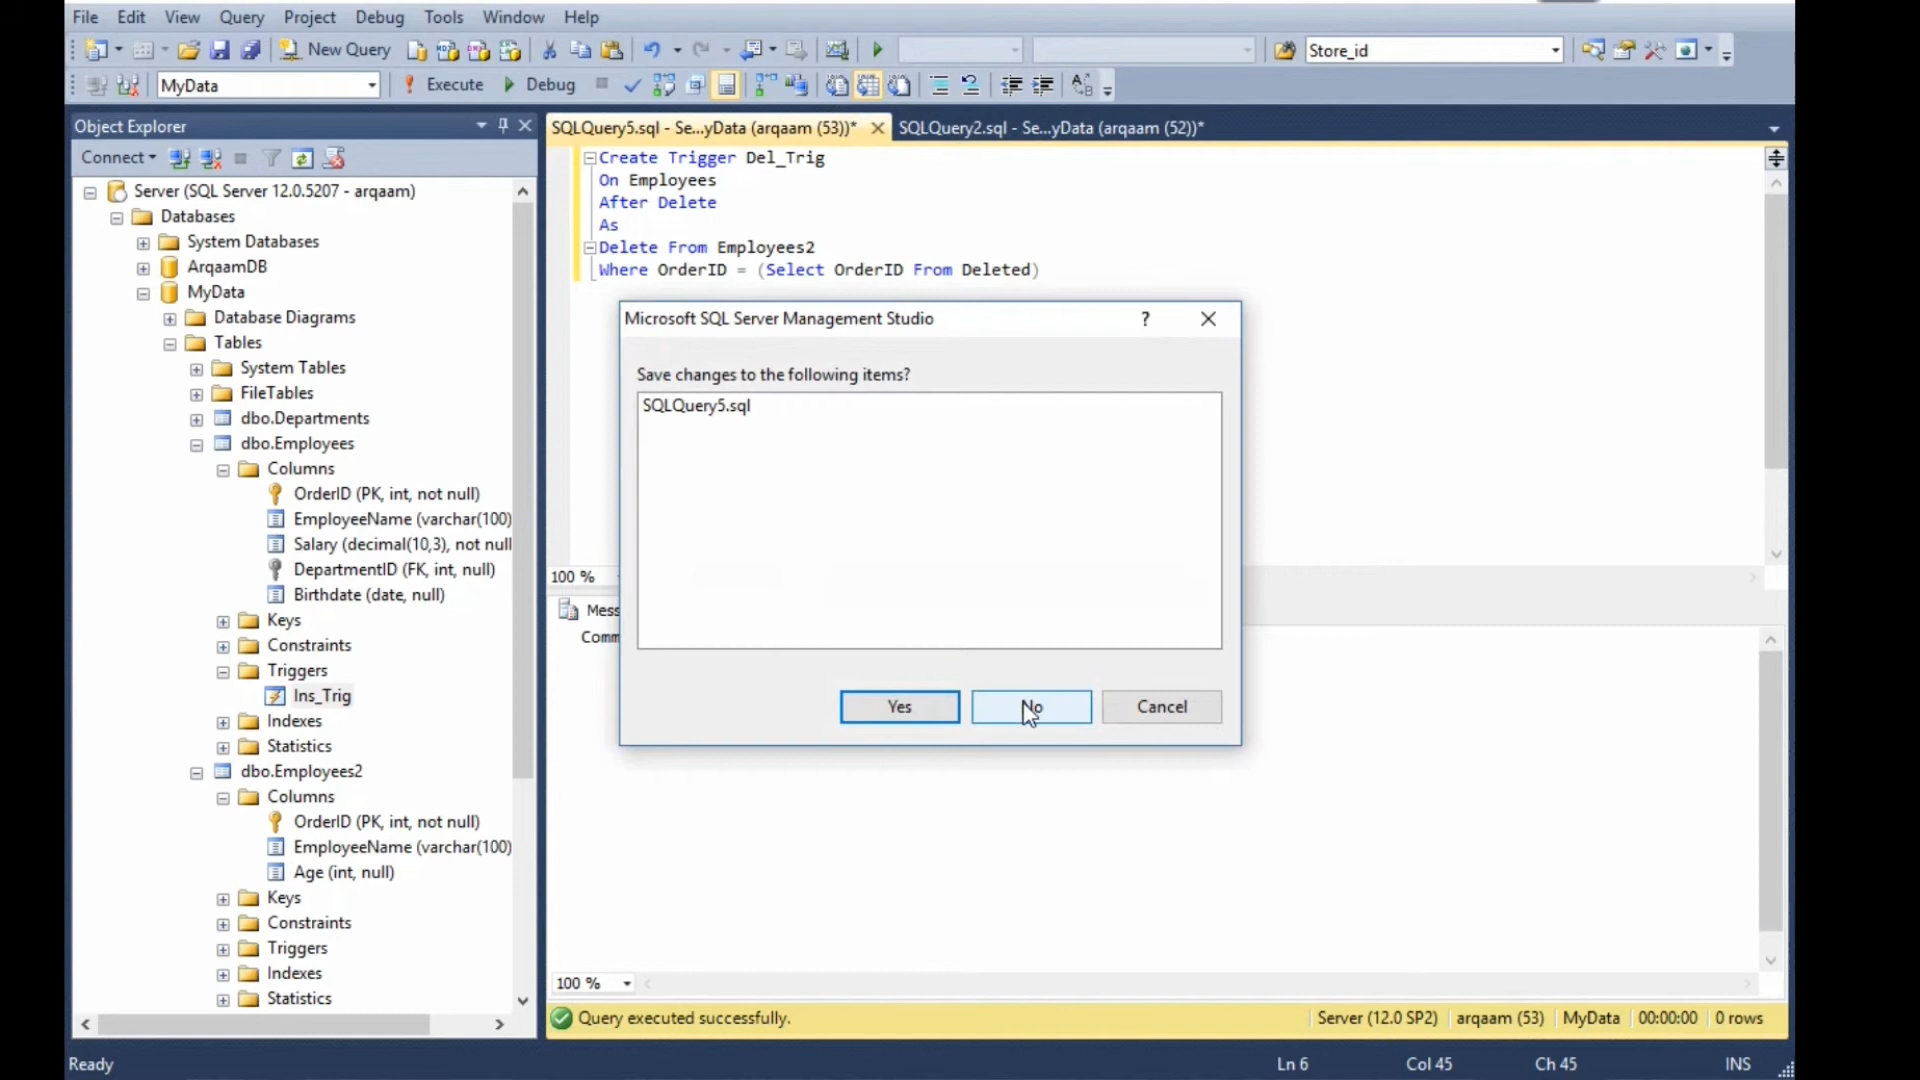 File Edit View Query Project Debug Tools Window Help
New Query Store_id
MyData Execute Debug
Object Explorer
Connect
Server (SQL Server 12.0.5207 - arqaam)
Databases
System Databases
ArqaamDB
MyData
Database Diagrams
Tables
System Tables
FileTables
dbo.Departments
dbo.Employees
Columns
OrderID (PK, int, not null)
EmployeeName (varchar(100)
Salary (decimal(10,3), not null
DepartmentID (FK, int, null)
Birthdate (date, null)
Keys
Constraints
Triggers
Ins_Trig
Indexes
Statistics
dbo.Employees2
Columns
OrderID (PK, int, not null)
EmployeeName (varchar(100)
Age (int, null)
Keys
Constraints
Triggers
Indexes
Statistics
SQLQuery5.sql - Se...yData (arqaam (53))* SQLQuery2.sql - Se...yData (arqaam (52))*
Create Trigger Del_Trig
On Employees
After Delete
As
Delete From Employees2
Where OrderID = (Select OrderID From Deleted)
Microsoft SQL Server Management Studio
Save changes to the following items?
SQLQuery5.sql
Yes No Cancel
100 %
Mess
Comm
100 %
Query executed successfully. Server (12.0 SP2) arqaam (53) MyData 00:00:00 0 rows
Ready Ln 6 Col 45 Ch 45 INS